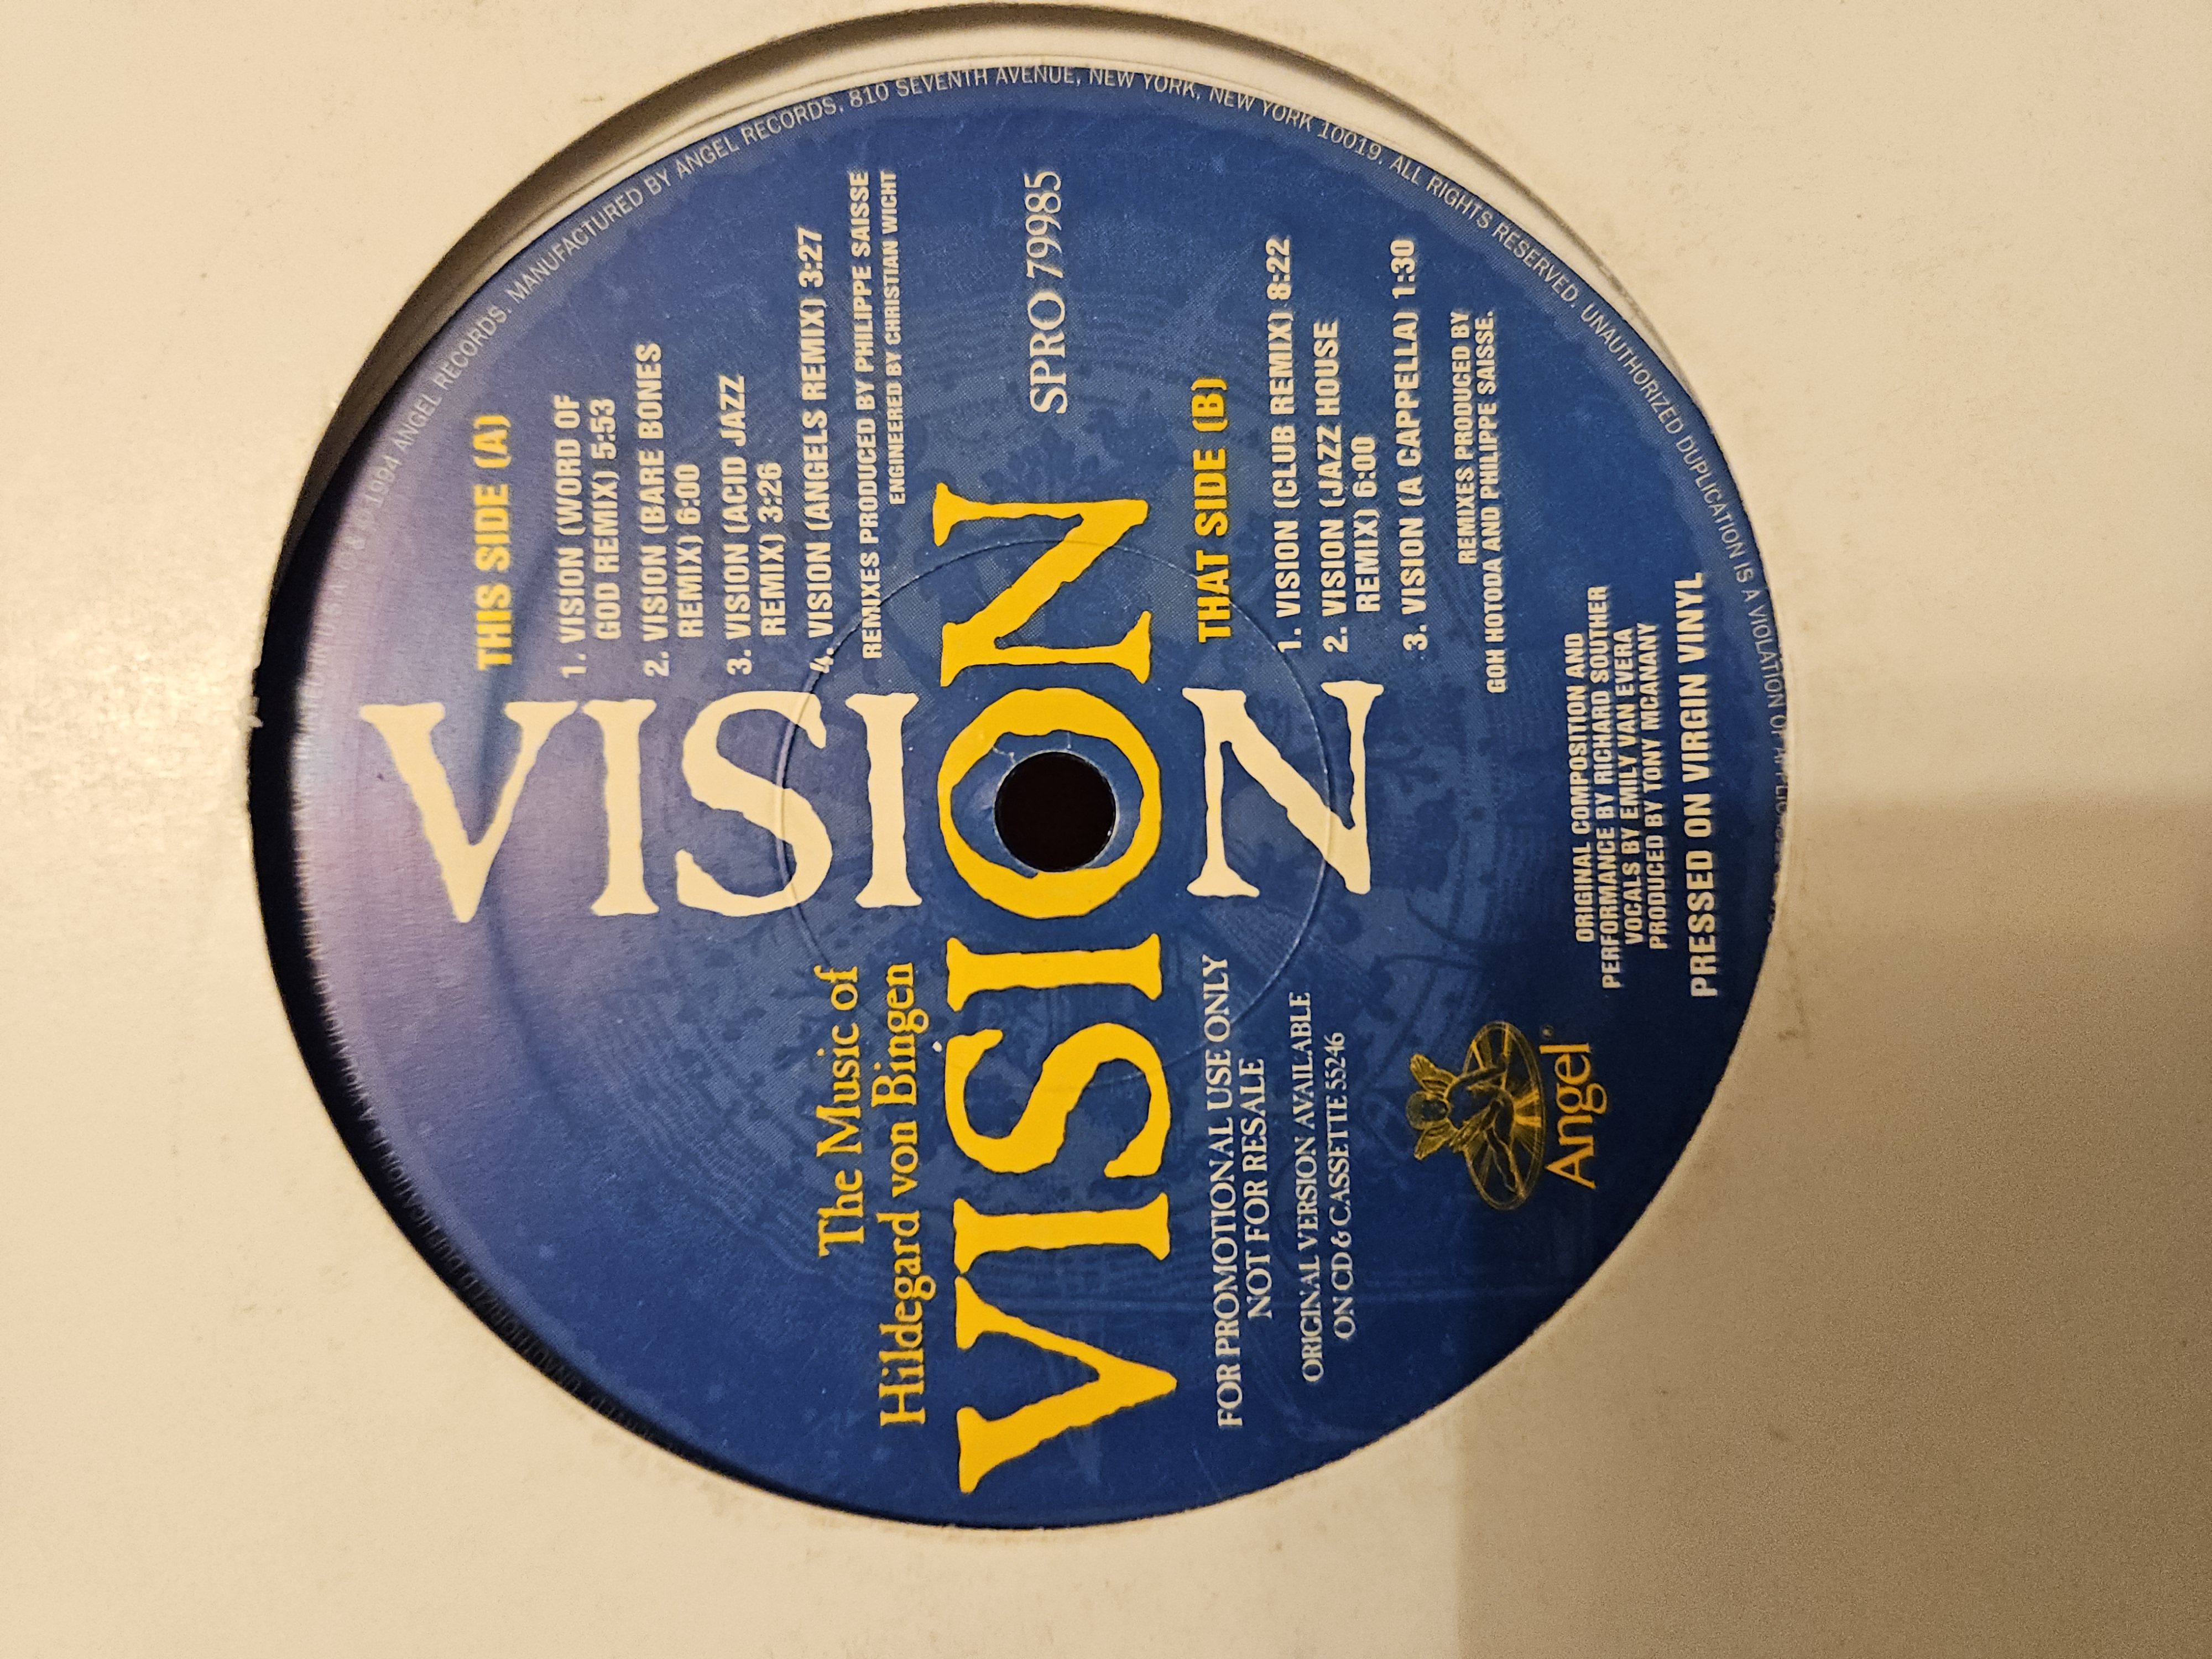 The Music of
Hildegard von Bingen
VISION
VISION
FOR PROMOTIONAL USE ONLY
NOT FOR RESALE
ORIGINAL VERSION AVAILABLE
ON CD & CASSETTE 55246
Angel®
THIS SIDE (A)
1. VISION (WORD OF
GOD REMIX) 5:53
2. VISION (BARE BONES
REMIX) 6:00
3. VISION (ACID JAZZ
REMIX) 3:26
4. VISION (ANGELS REMIX) 3:27
REMIXES PRODUCED BY PHILIPPE SAISSE
ENGINEERED BY CHRISTIAN WICHT
SPRO 79985
THAT SIDE (B)
1. VISION (CLUB REMIX) 8:22
2. VISION (JAZZ HOUSE
REMIX) 6:00
3. VISION (A CAPPELLA) 1:30
REMIXES PRODUCED BY
GOH HOTODA AND PHILIPPE SAISSE.
ORIGINAL COMPOSITION AND
PERFORMANCE BY RICHARD SOUTHER
VOCALS BY EMILY VAN EVERA
PRODUCED BY TONY MCANANY
PRESSED ON VIRGIN VINYL
UNAUTHORIZED DUPLICATION IS A VIOLATION OF APPLICABLE LAWS. PRINTED IN U.S.A. ℗ & © 1994 ANGEL RECORDS. MANUFACTURED BY ANGEL RECORDS, 810 SEVENTH AVENUE, NEW YORK, NEW YORK 10019. ALL RIGHTS RESERVED. UNAUTHORIZED DUPLICATION IS A VIOLATION OF